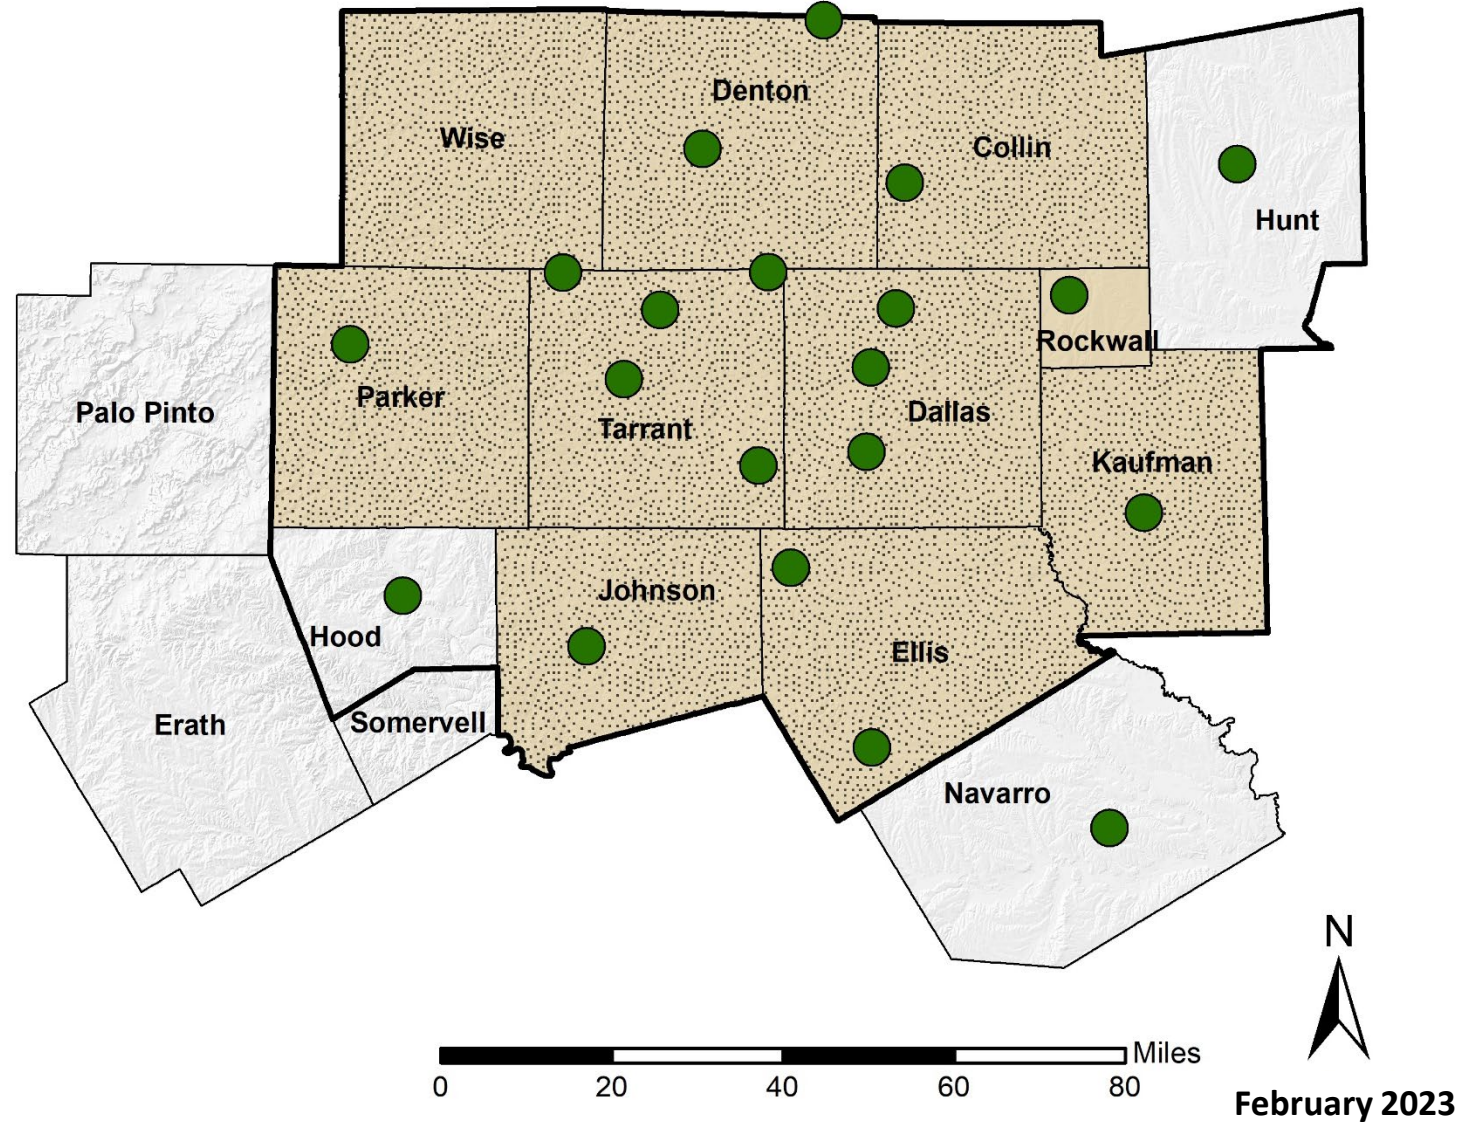 Denton
Wise
Collin
Hunt
Rockwall
Parker
Palo Pinto
Dallas
Tarrant
Kaufman
Johnson
Hood
Ellis
Somervell
Erath
Navarro
N
Miles
0 20 40 60 80
February 2023